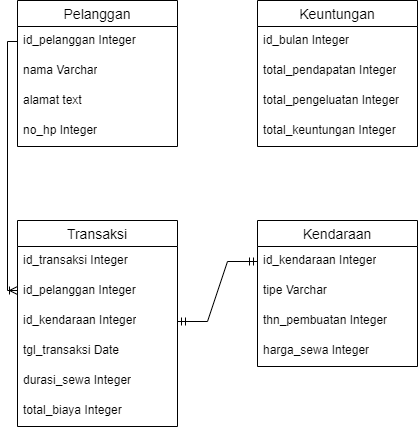 Pelanggan
id_pelanggan Integer
nama Varchar
alamat text
no_hp Integer
Keuntungan
id_bulan Integer
total_pendapatan Integer
total_pengeluatan Integer
total_keuntungan Integer
Transaksi
id_transaksi Integer
id_pelanggan Integer
id_kendaraan Integer
tgl_transaksi Date
durasi_sewa Integer
total_biaya Integer
Kendaraan
id_kendaraan Integer
tipe Varchar
thn_pembuatan Integer
harga_sewa Integer